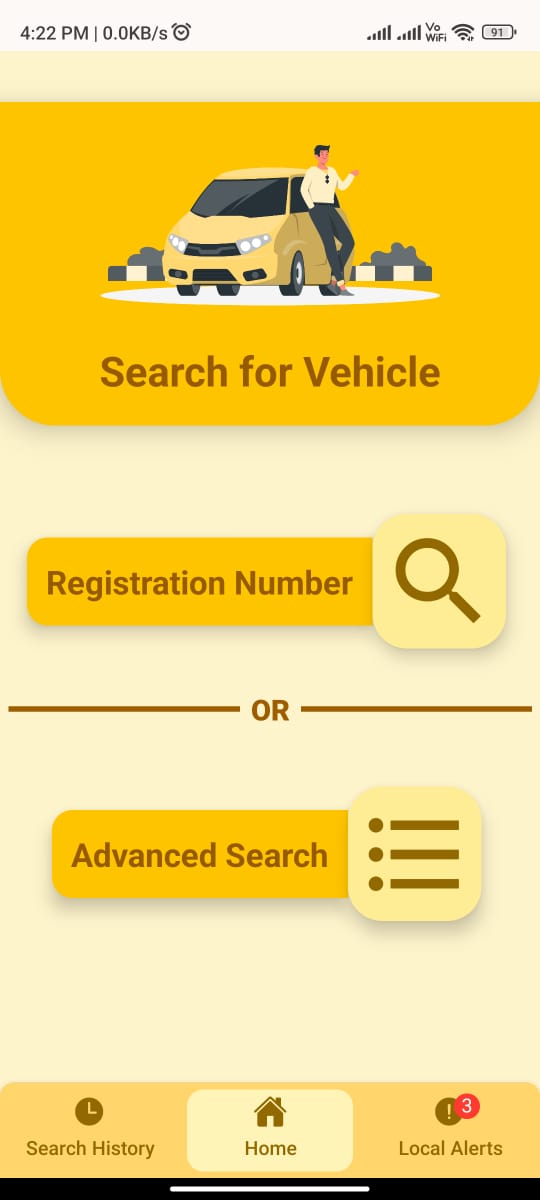 4:22 PM | 0.0KB/s
Vo
WiFi
91
Search for Vehicle
Registration Number
OR
Advanced Search
3
Search History
Home
Local Alerts